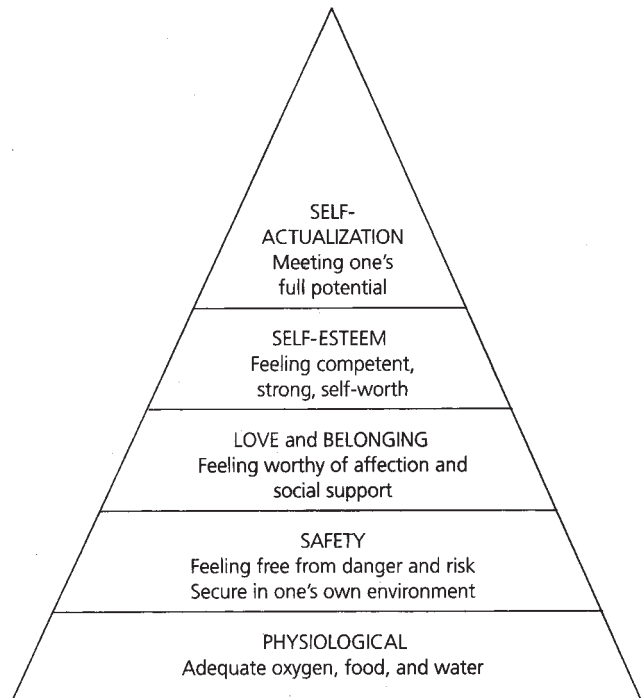 SELF-
ACTUALIZATION
Meeting one's
full potential
SELF-ESTEEM
Feeling competent,
strong, self-worth
LOVE and BELONGING
Feeling worthy of affection and
social support
SAFETY
Feeling free from danger and risk
Secure in one's own environment
PHYSIOLOGICAL
Adequate oxygen, food, and water